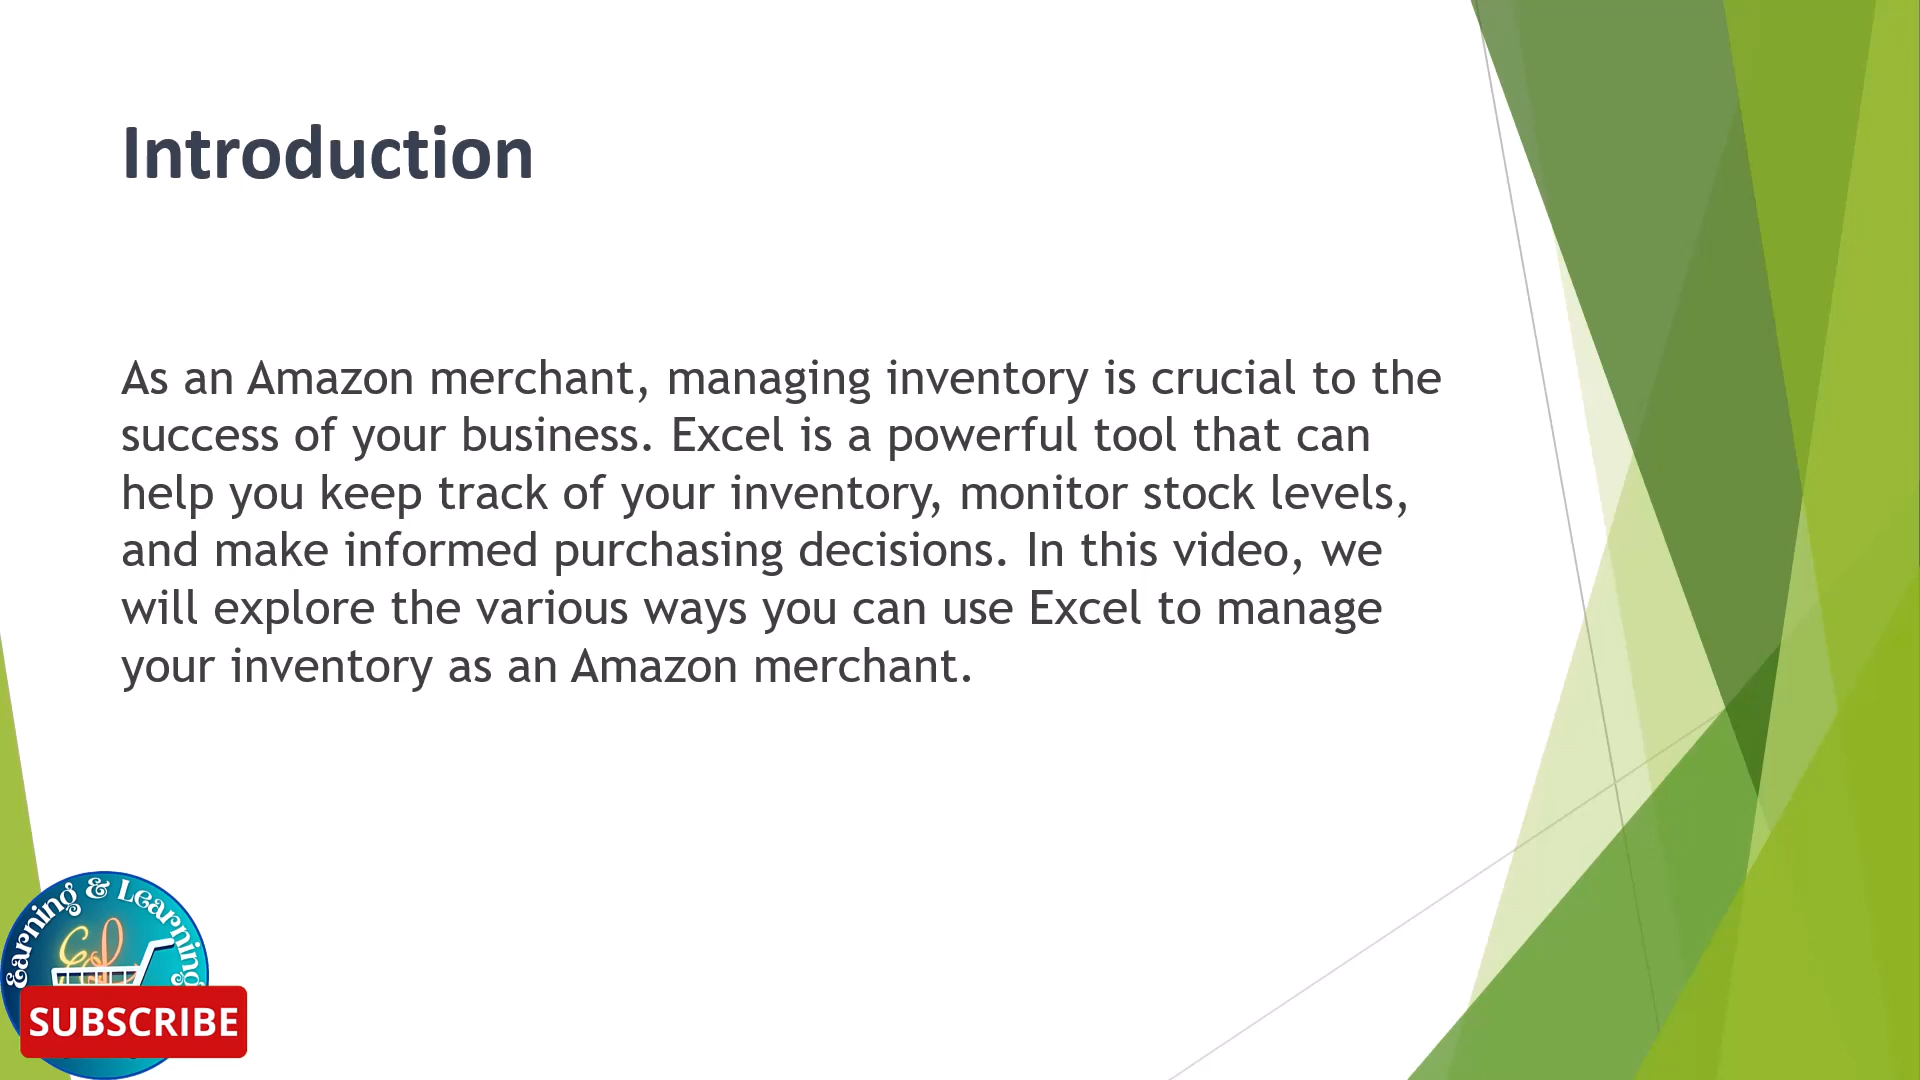 Introduction
As an Amazon merchant, managing inventory is crucial to the
success of your business. Excel is a powerful tool that can
help you keep track of your inventory, monitor stock levels,
and make informed purchasing decisions. In this video, we
will explore the various ways you can use Excel to manage
your inventory as an Amazon merchant.
Earning & Learning
SUBSCRIBE